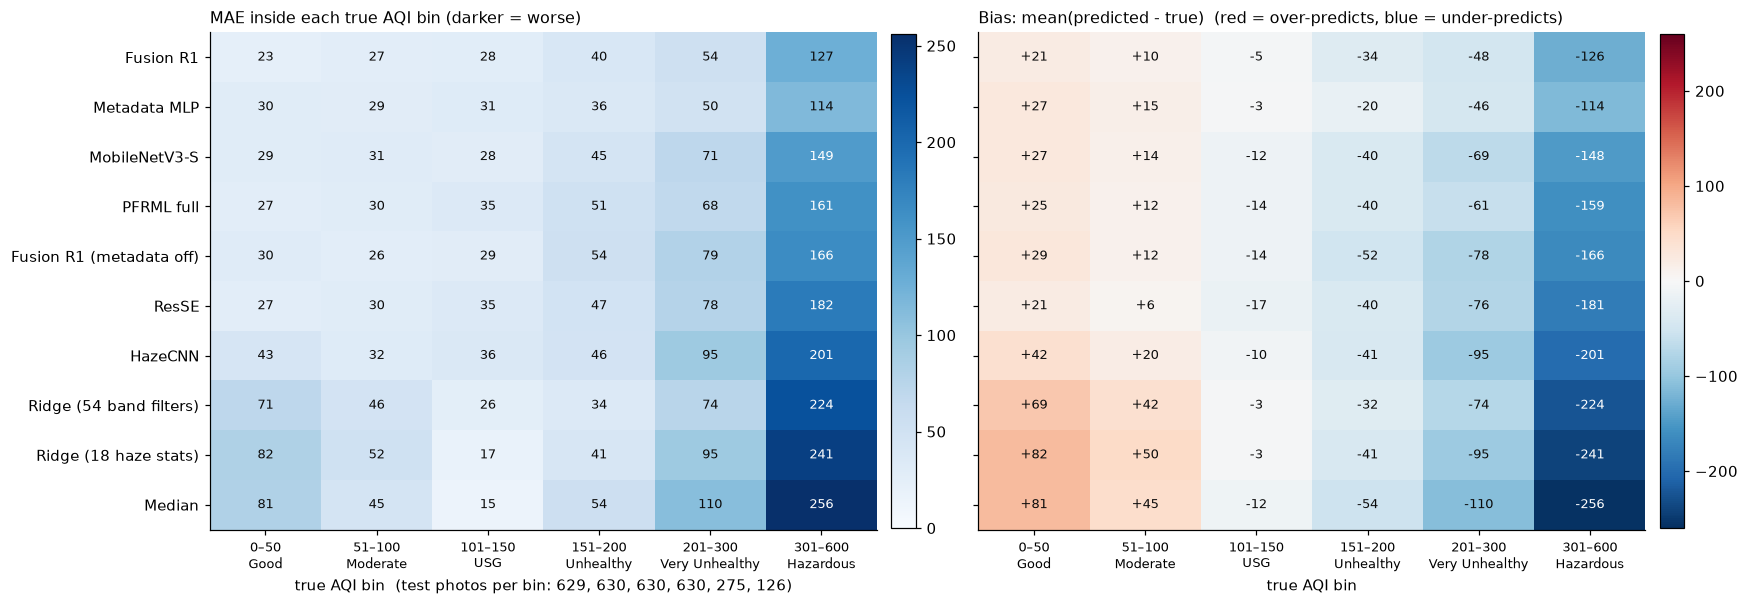 MAE inside each true AQI bin (darker = worse)
Fusion R1 23 27 28 40 54 127
Metadata MLP 30 29 31 36 50 114
MobileNetV3-S 29 31 28 45 71 149
PFRML full 27 30 35 51 68 161
Fusion R1 (metadata off) 30 26 29 54 79 166
ResSE 27 30 35 47 78 182
HazeCNN 43 32 36 46 95 201
Ridge (54 band filters) 71 46 26 34 74 224
Ridge (18 haze stats) 82 52 17 41 95 241
Median 81 45 15 54 110 256
0–50 51–100 101–150 151–200 201–300 301–600
Good Moderate USG Unhealthy Very Unhealthy Hazardous
true AQI bin (test photos per bin: 629, 630, 630, 630, 275, 126)
250
200
150
100
50
0
Bias: mean(predicted - true) (red = over-predicts, blue = under-predicts)
+21 +10 -5 -34 -48 -126
+27 +15 -3 -20 -46 -114
+27 +14 -12 -40 -69 -148
+25 +12 -14 -40 -61 -159
+29 +12 -14 -52 -78 -166
+21 +6 -17 -40 -76 -181
+42 +20 -10 -41 -95 -201
+69 +42 -3 -32 -74 -224
+82 +50 -3 -41 -95 -241
+81 +45 -12 -54 -110 -256
0–50 51–100 101–150 151–200 201–300 301–600
Good Moderate USG Unhealthy Very Unhealthy Hazardous
true AQI bin
200
100
0
−100
−200